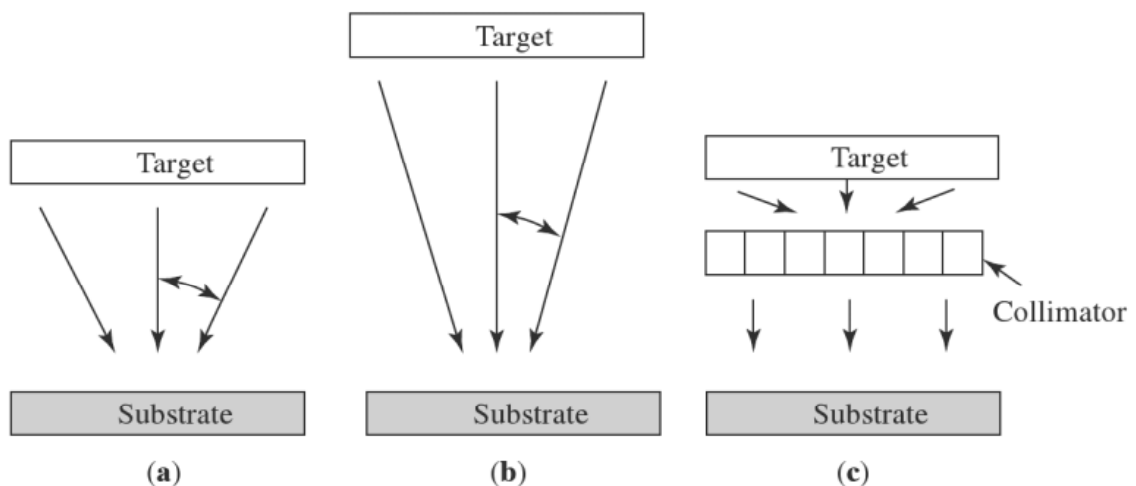 Target
Target
Target
Collimator
Substrate
Substrate
Substrate
(a)
(b)
(c)